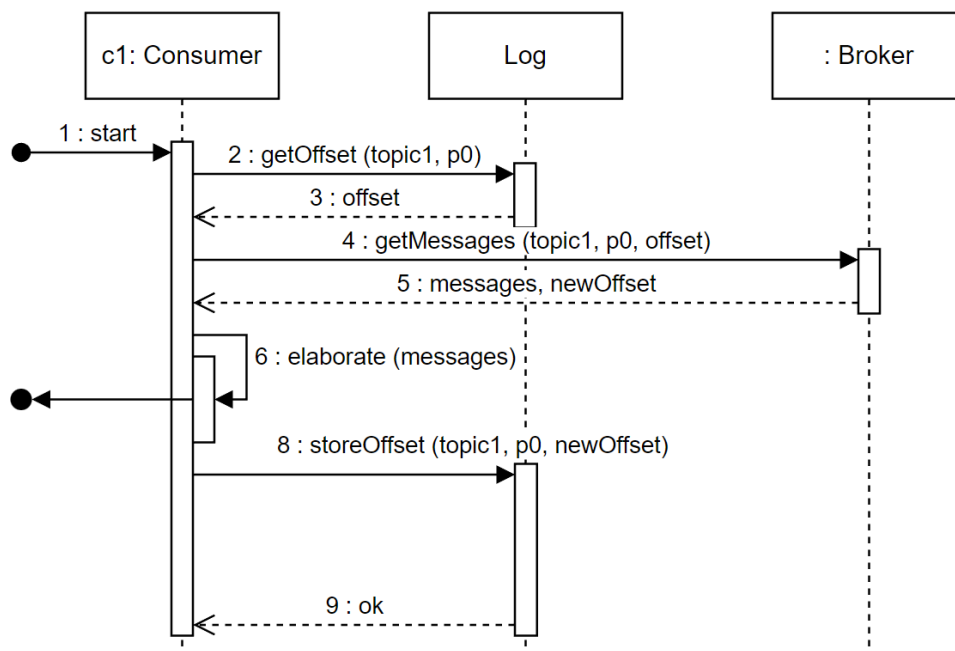 c1: Consumer
Log
: Broker
1 : start
2 : getOffset (topic1, p0)
3 : offset
4 : getMessages (topic1, p0, offset)
5 : messages, newOffset
6 : elaborate (messages)
8 : storeOffset (topic1, p0, newOffset)
9 : ok